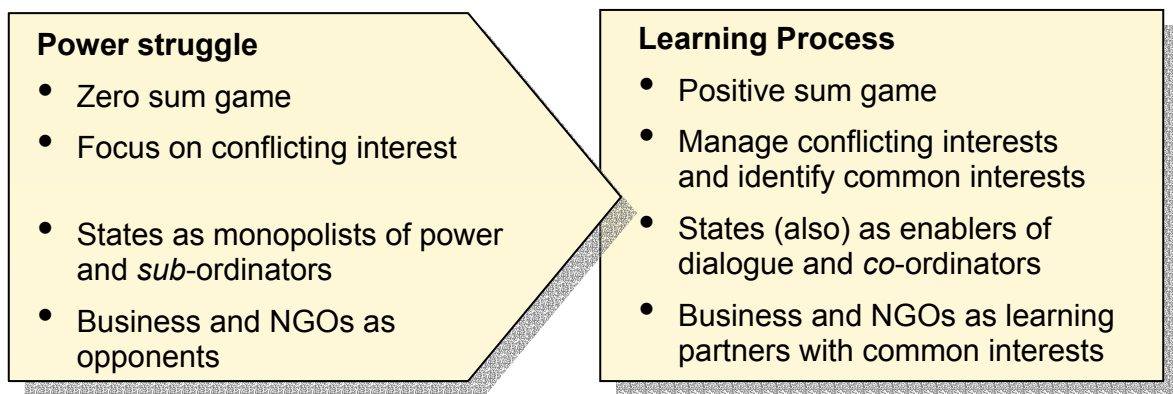 Power struggle
• Zero sum game
• Focus on conflicting interest
• States as monopolists of power
and sub-ordinators
• Business and NGOs as
opponents
Learning Process
• Positive sum game
• Manage conflicting interests
and identify common interests
• States (also) as enablers of
dialogue and co-ordinators
• Business and NGOs as learning
partners with common interests